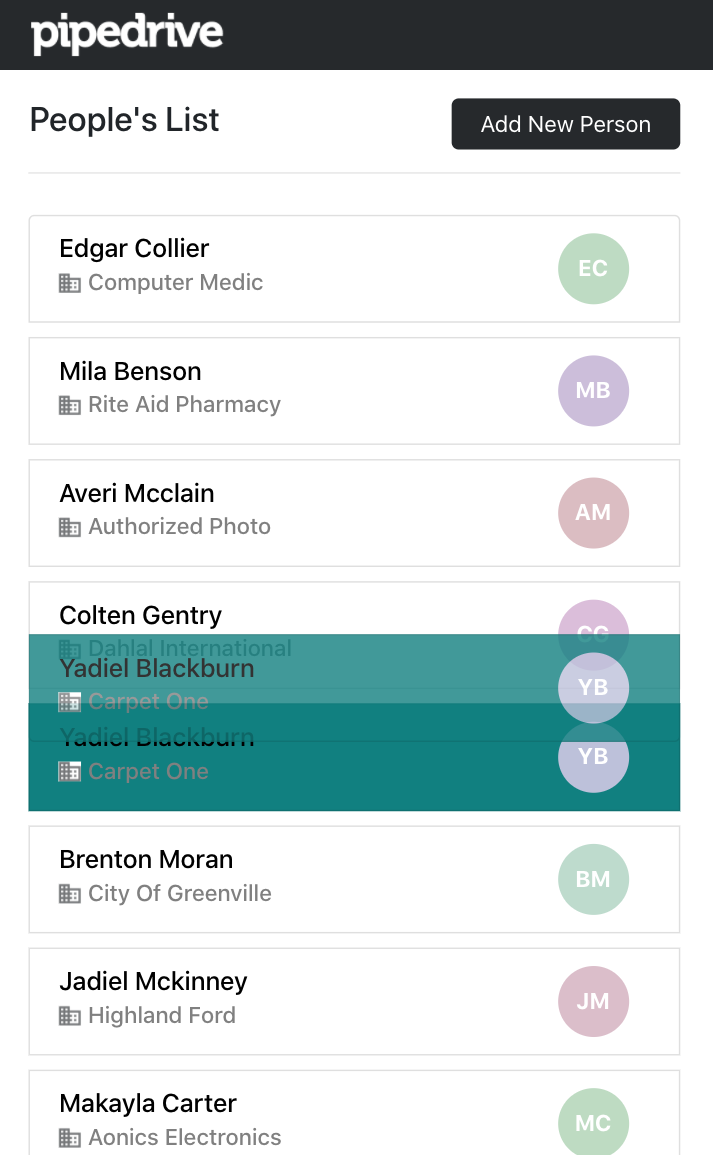 pipedrive
People's List
Add New Person
Edgar Collier
Computer Medic
EC
Mila Benson
Rite Aid Pharmacy
MB
Averi Mcclain
Authorized Photo
AM
Colten Gentry
CG
Dahlal International
Yadiel Blackburn
YB
Carpet One
Yadiel Blackburn
YB
Carpet One
Brenton Moran
City Of Greenville
BM
Jadiel Mckinney
Highland Ford
JM
Makayla Carter
Aonics Electronics
MC